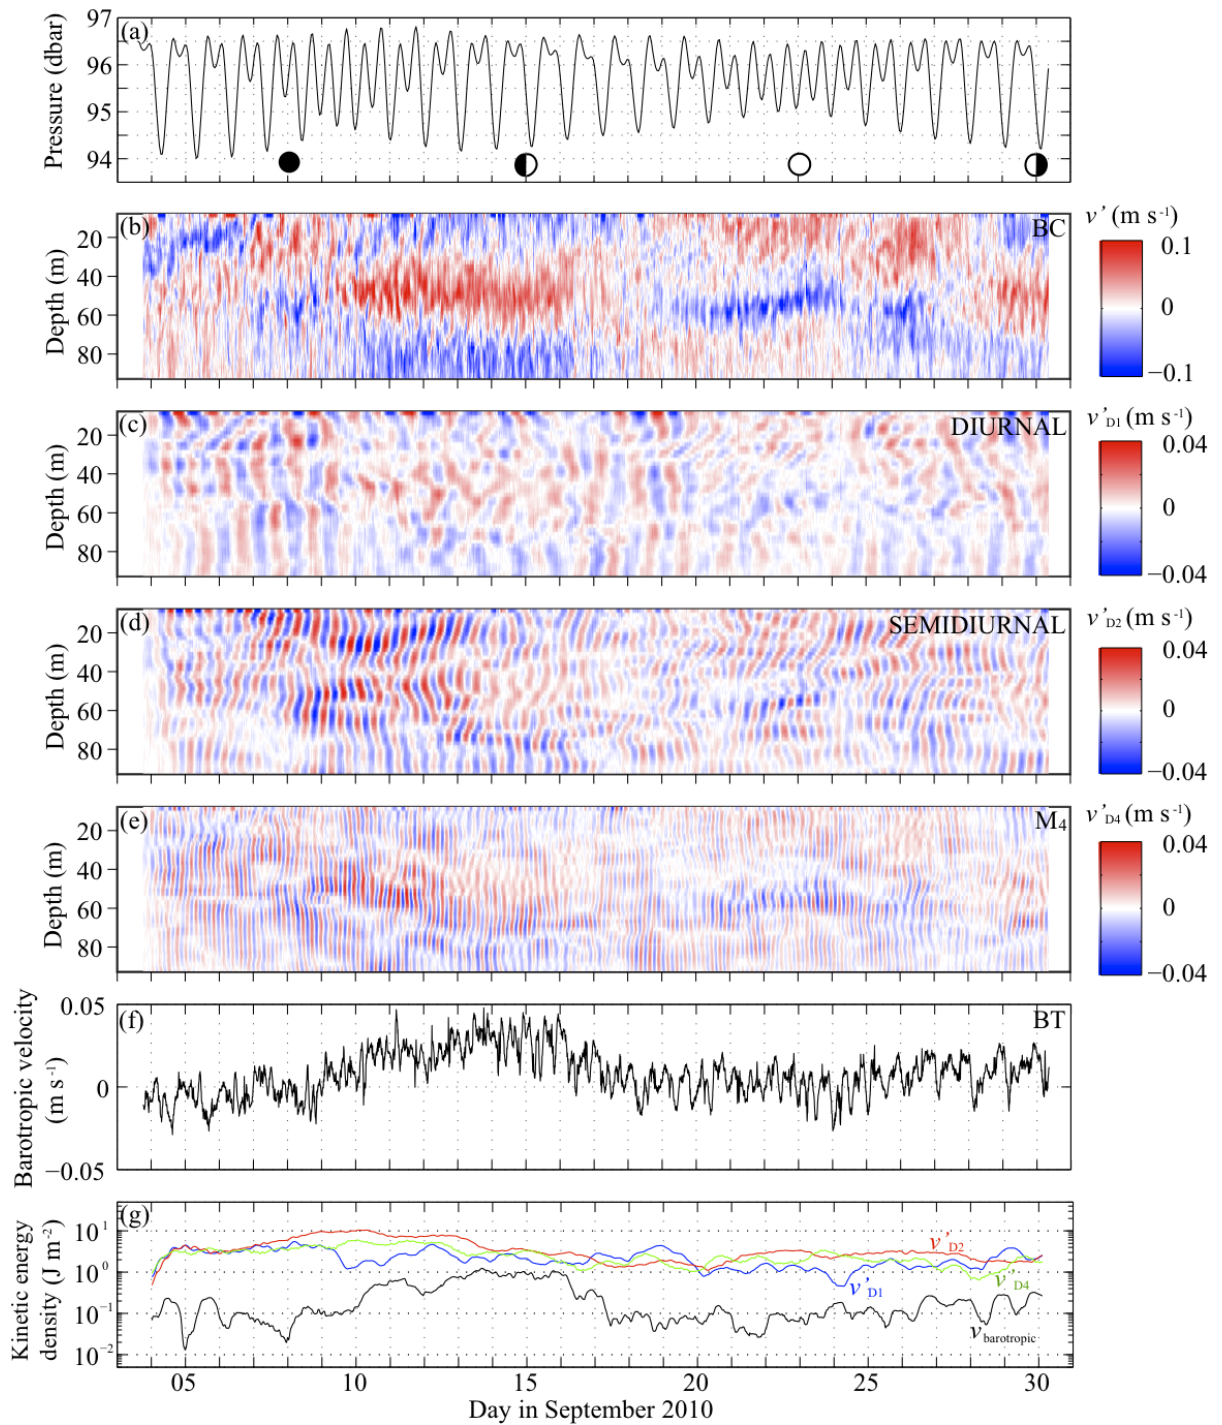 (a)
97
96
95
94
Pressure (dbar)
(b)
BC
20
40
60
80
Depth (m)
v' (m s⁻¹)
0.1
0
−0.1
(c)
DIURNAL
20
40
60
80
Depth (m)
v'D1 (m s⁻¹)
0.04
0
−0.04
(d)
SEMIDIURNAL
20
40
60
80
Depth (m)
v'D2 (m s⁻¹)
0.04
0
−0.04
(e)
M4
20
40
60
80
Depth (m)
v'D4 (m s⁻¹)
0.04
0
−0.04
(f)
BT
0.05
0
−0.05
Barotropic velocity
(m s⁻¹)
(g)
10¹
10⁰
10⁻¹
10⁻²
Kinetic energy
density (J m⁻²)
v'D2
v'D4
v'D1
vbarotropic
05 10 15 20 25 30
Day in September 2010